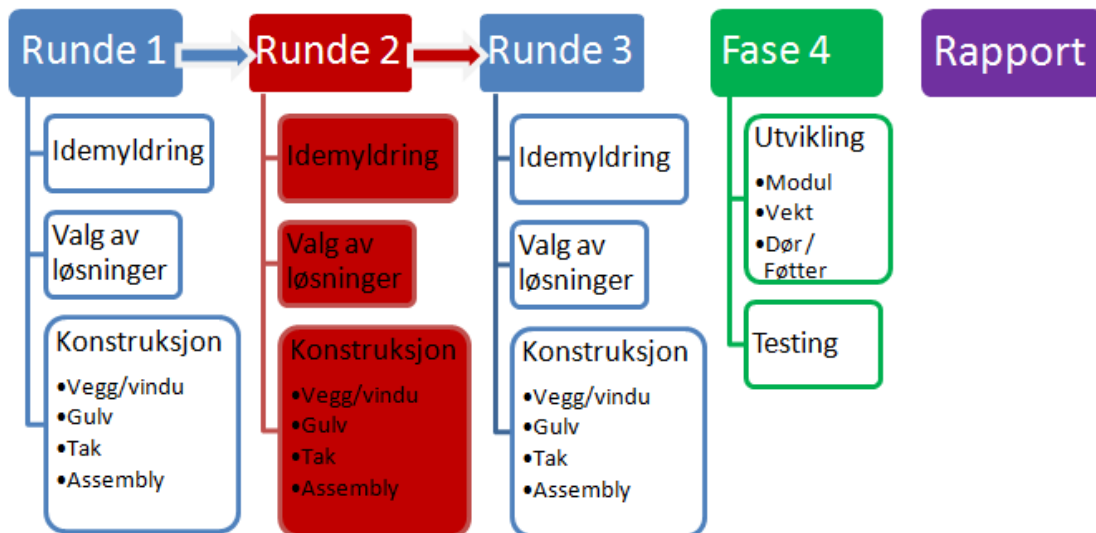 Runde 1
Idemyldring
Valg av
løsninger
Konstruksjon
•Vegg/vindu
•Gulv
•Tak
•Assembly
Runde 2
Idemyldring
Valg av
løsninger
Konstruksjon
•Vegg/vindu
•Gulv
•Tak
•Assembly
Runde 3
Idemyldring
Valg av
løsninger
Konstruksjon
•Vegg/vindu
•Gulv
•Tak
•Assembly
Fase 4
Utvikling
•Modul
•Vekt
•Dør /
Føtter
Testing
Rapport